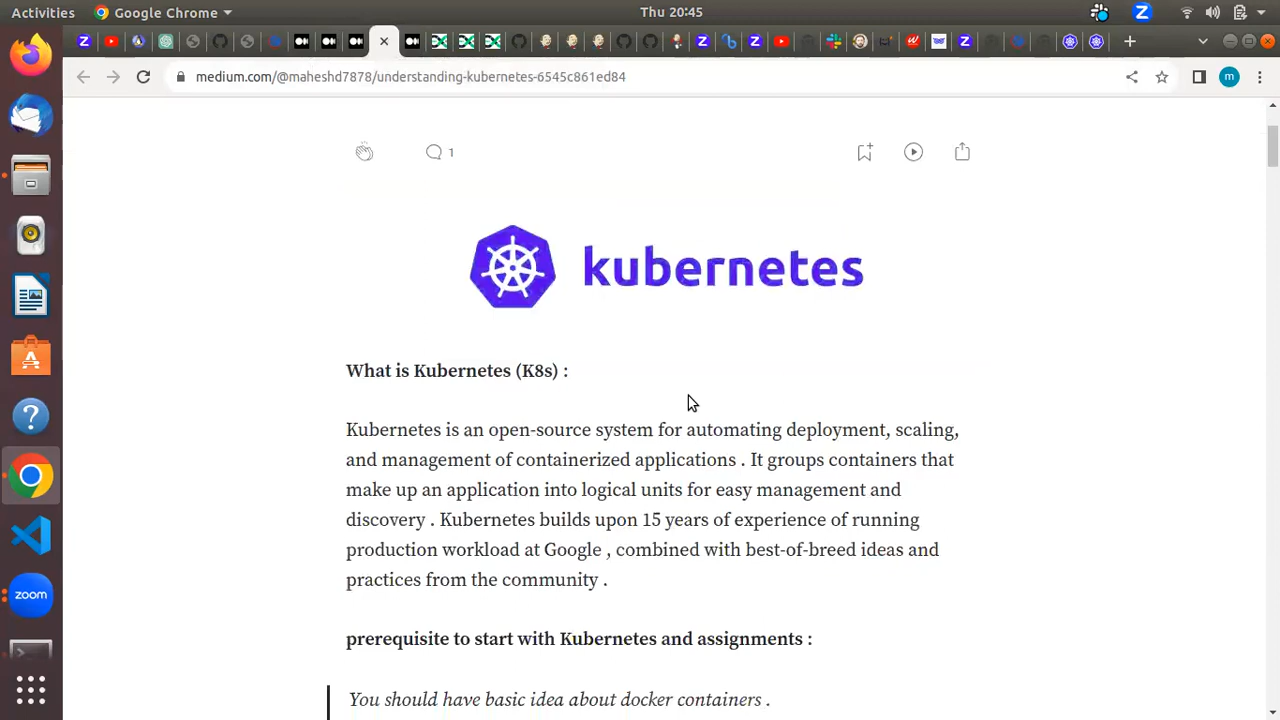 Activities
Google Chrome
Thu 20:45
medium.com/@maheshd7878/understanding-kubernetes-6545c861ed84
m
1
kubernetes
What is Kubernetes (K8s) :
Kubernetes is an open-source system for automating deployment, scaling,
and management of containerized applications . It groups containers that
make up an application into logical units for easy management and
discovery . Kubernetes builds upon 15 years of experience of running
production workload at Google , combined with best-of-breed ideas and
practices from the community .
prerequisite to start with Kubernetes and assignments :
You should have basic idea about docker containers .
zoom